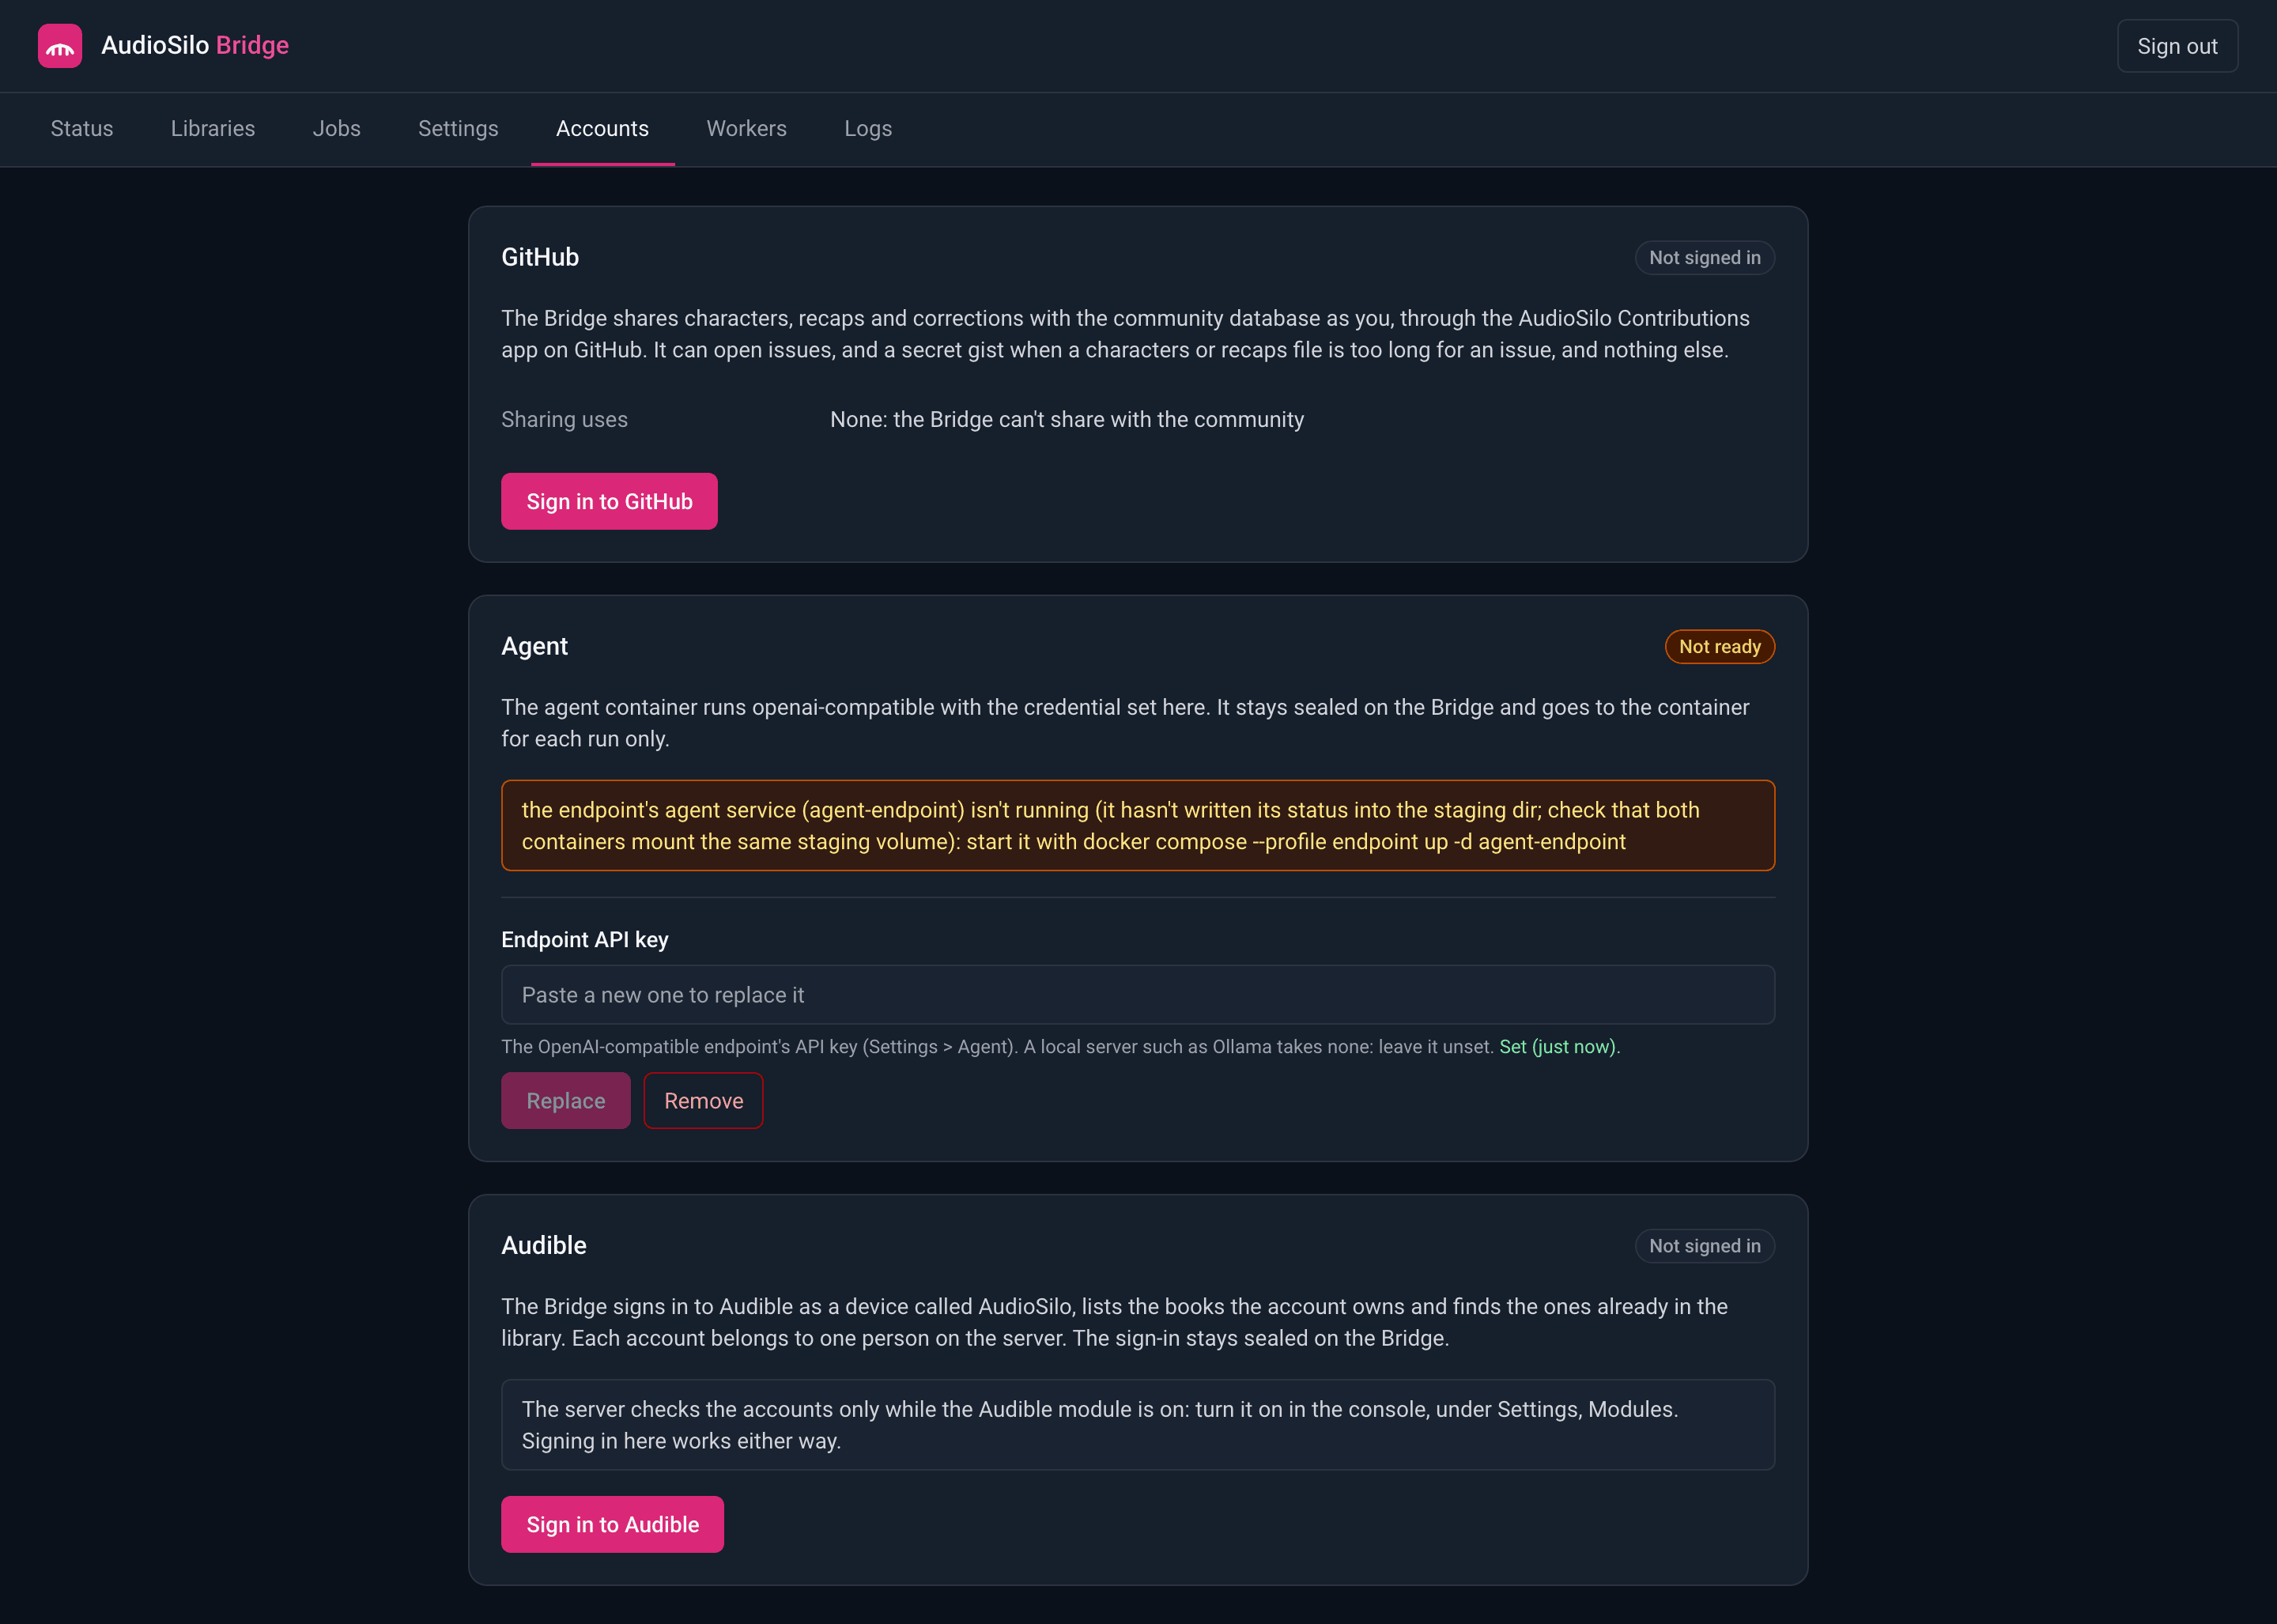 AudioSilo Bridge
Sign out
Status
Libraries
Jobs
Settings
Accounts
Workers
Logs
GitHub
Not signed in
The Bridge shares characters, recaps and corrections with the community database as you, through the AudioSilo Contributions
app on GitHub. It can open issues, and a secret gist when a characters or recaps file is too long for an issue, and nothing else.
Sharing uses
None: the Bridge can't share with the community
Sign in to GitHub
Agent
Not ready
The agent container runs openai-compatible with the credential set here. It stays sealed on the Bridge and goes to the container
for each run only.
the endpoint's agent service (agent-endpoint) isn't running (it hasn't written its status into the staging dir; check that both
containers mount the same staging volume): start it with docker compose --profile endpoint up -d agent-endpoint
Endpoint API key
Paste a new one to replace it
The OpenAI-compatible endpoint's API key (Settings > Agent). A local server such as Ollama takes none: leave it unset. Set (just now).
Replace
Remove
Audible
Not signed in
The Bridge signs in to Audible as a device called AudioSilo, lists the books the account owns and finds the ones already in the
library. Each account belongs to one person on the server. The sign-in stays sealed on the Bridge.
The server checks the accounts only while the Audible module is on: turn it on in the console, under Settings, Modules.
Signing in here works either way.
Sign in to Audible